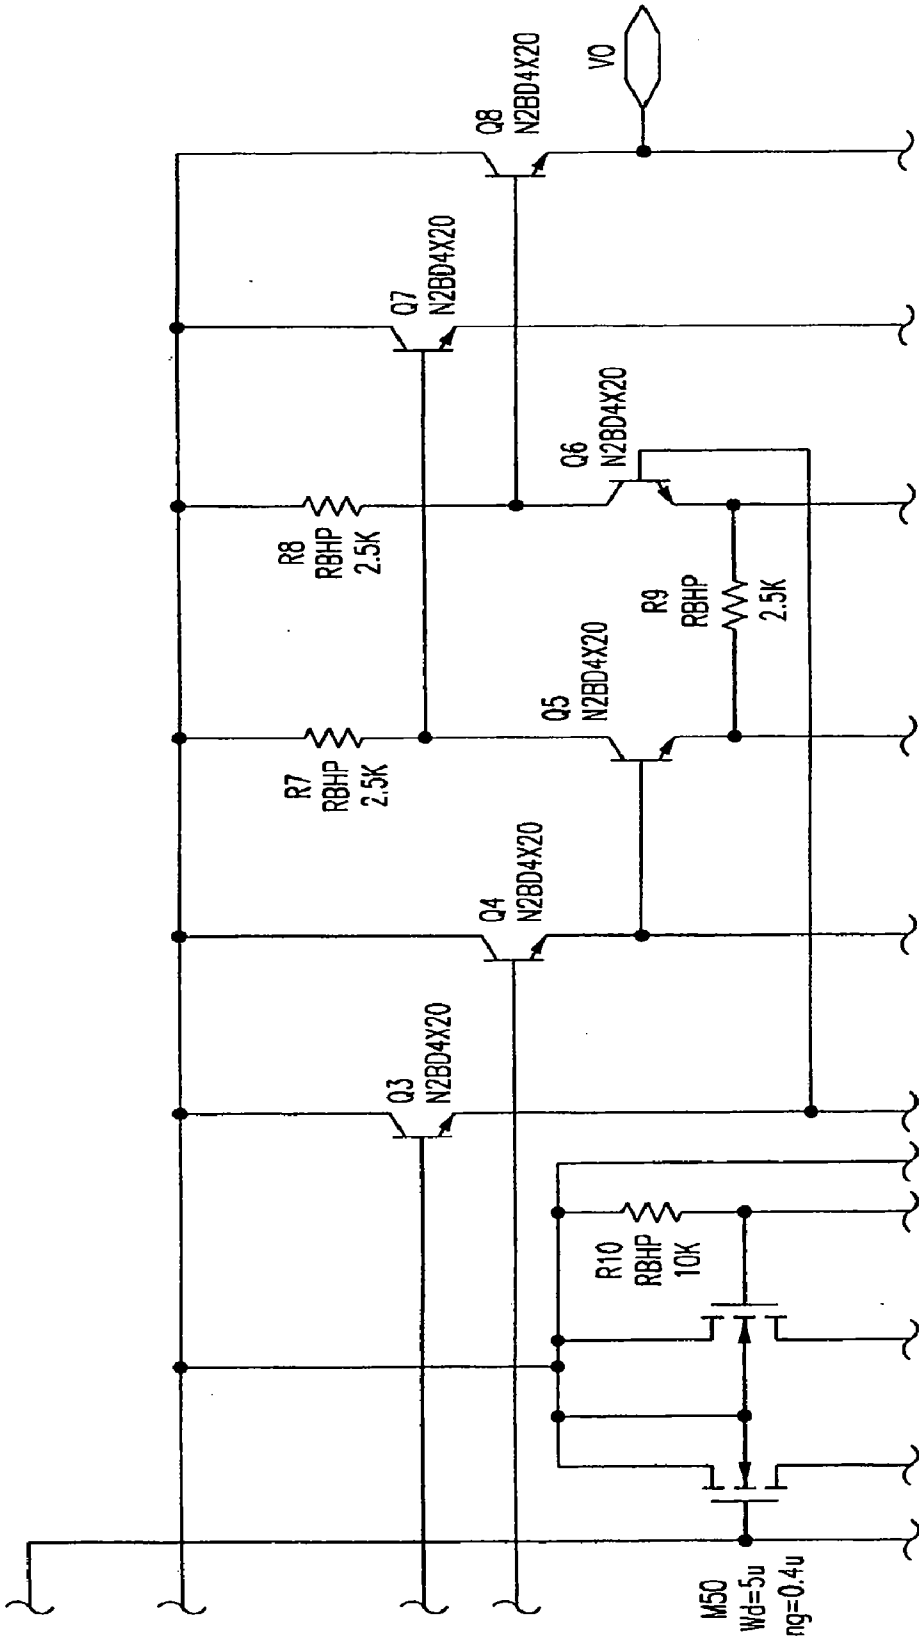 VO
Q8
N2BD4X20
Q7
N2BD4X20
Q6
N2BD4X20
R8
RBHP
2.5K
R9
RBHP
2.5K
Q5
N2BD4X20
R7
RBHP
2.5K
Q4
N2BD4X20
Q3
N2BD4X20
R10
RBHP
10K
M50
Wd=5u
ng=0.4u